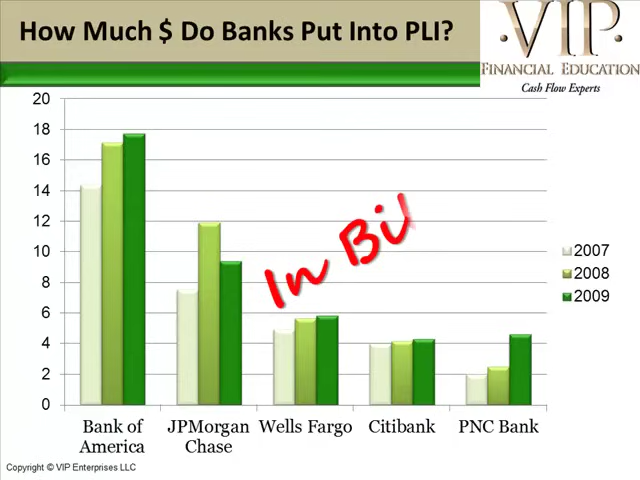 How Much $ Do Banks Put Into PLI?
VIP
FINANCIAL EDUCATION
Cash Flow Experts
20
18
16
14
12
10
8
6
4
2
0
In Bil
2007
2008
2009
Bank of America
JPMorgan Chase
Wells Fargo
Citibank
PNC Bank
Copyright © VIP Enterprises LLC